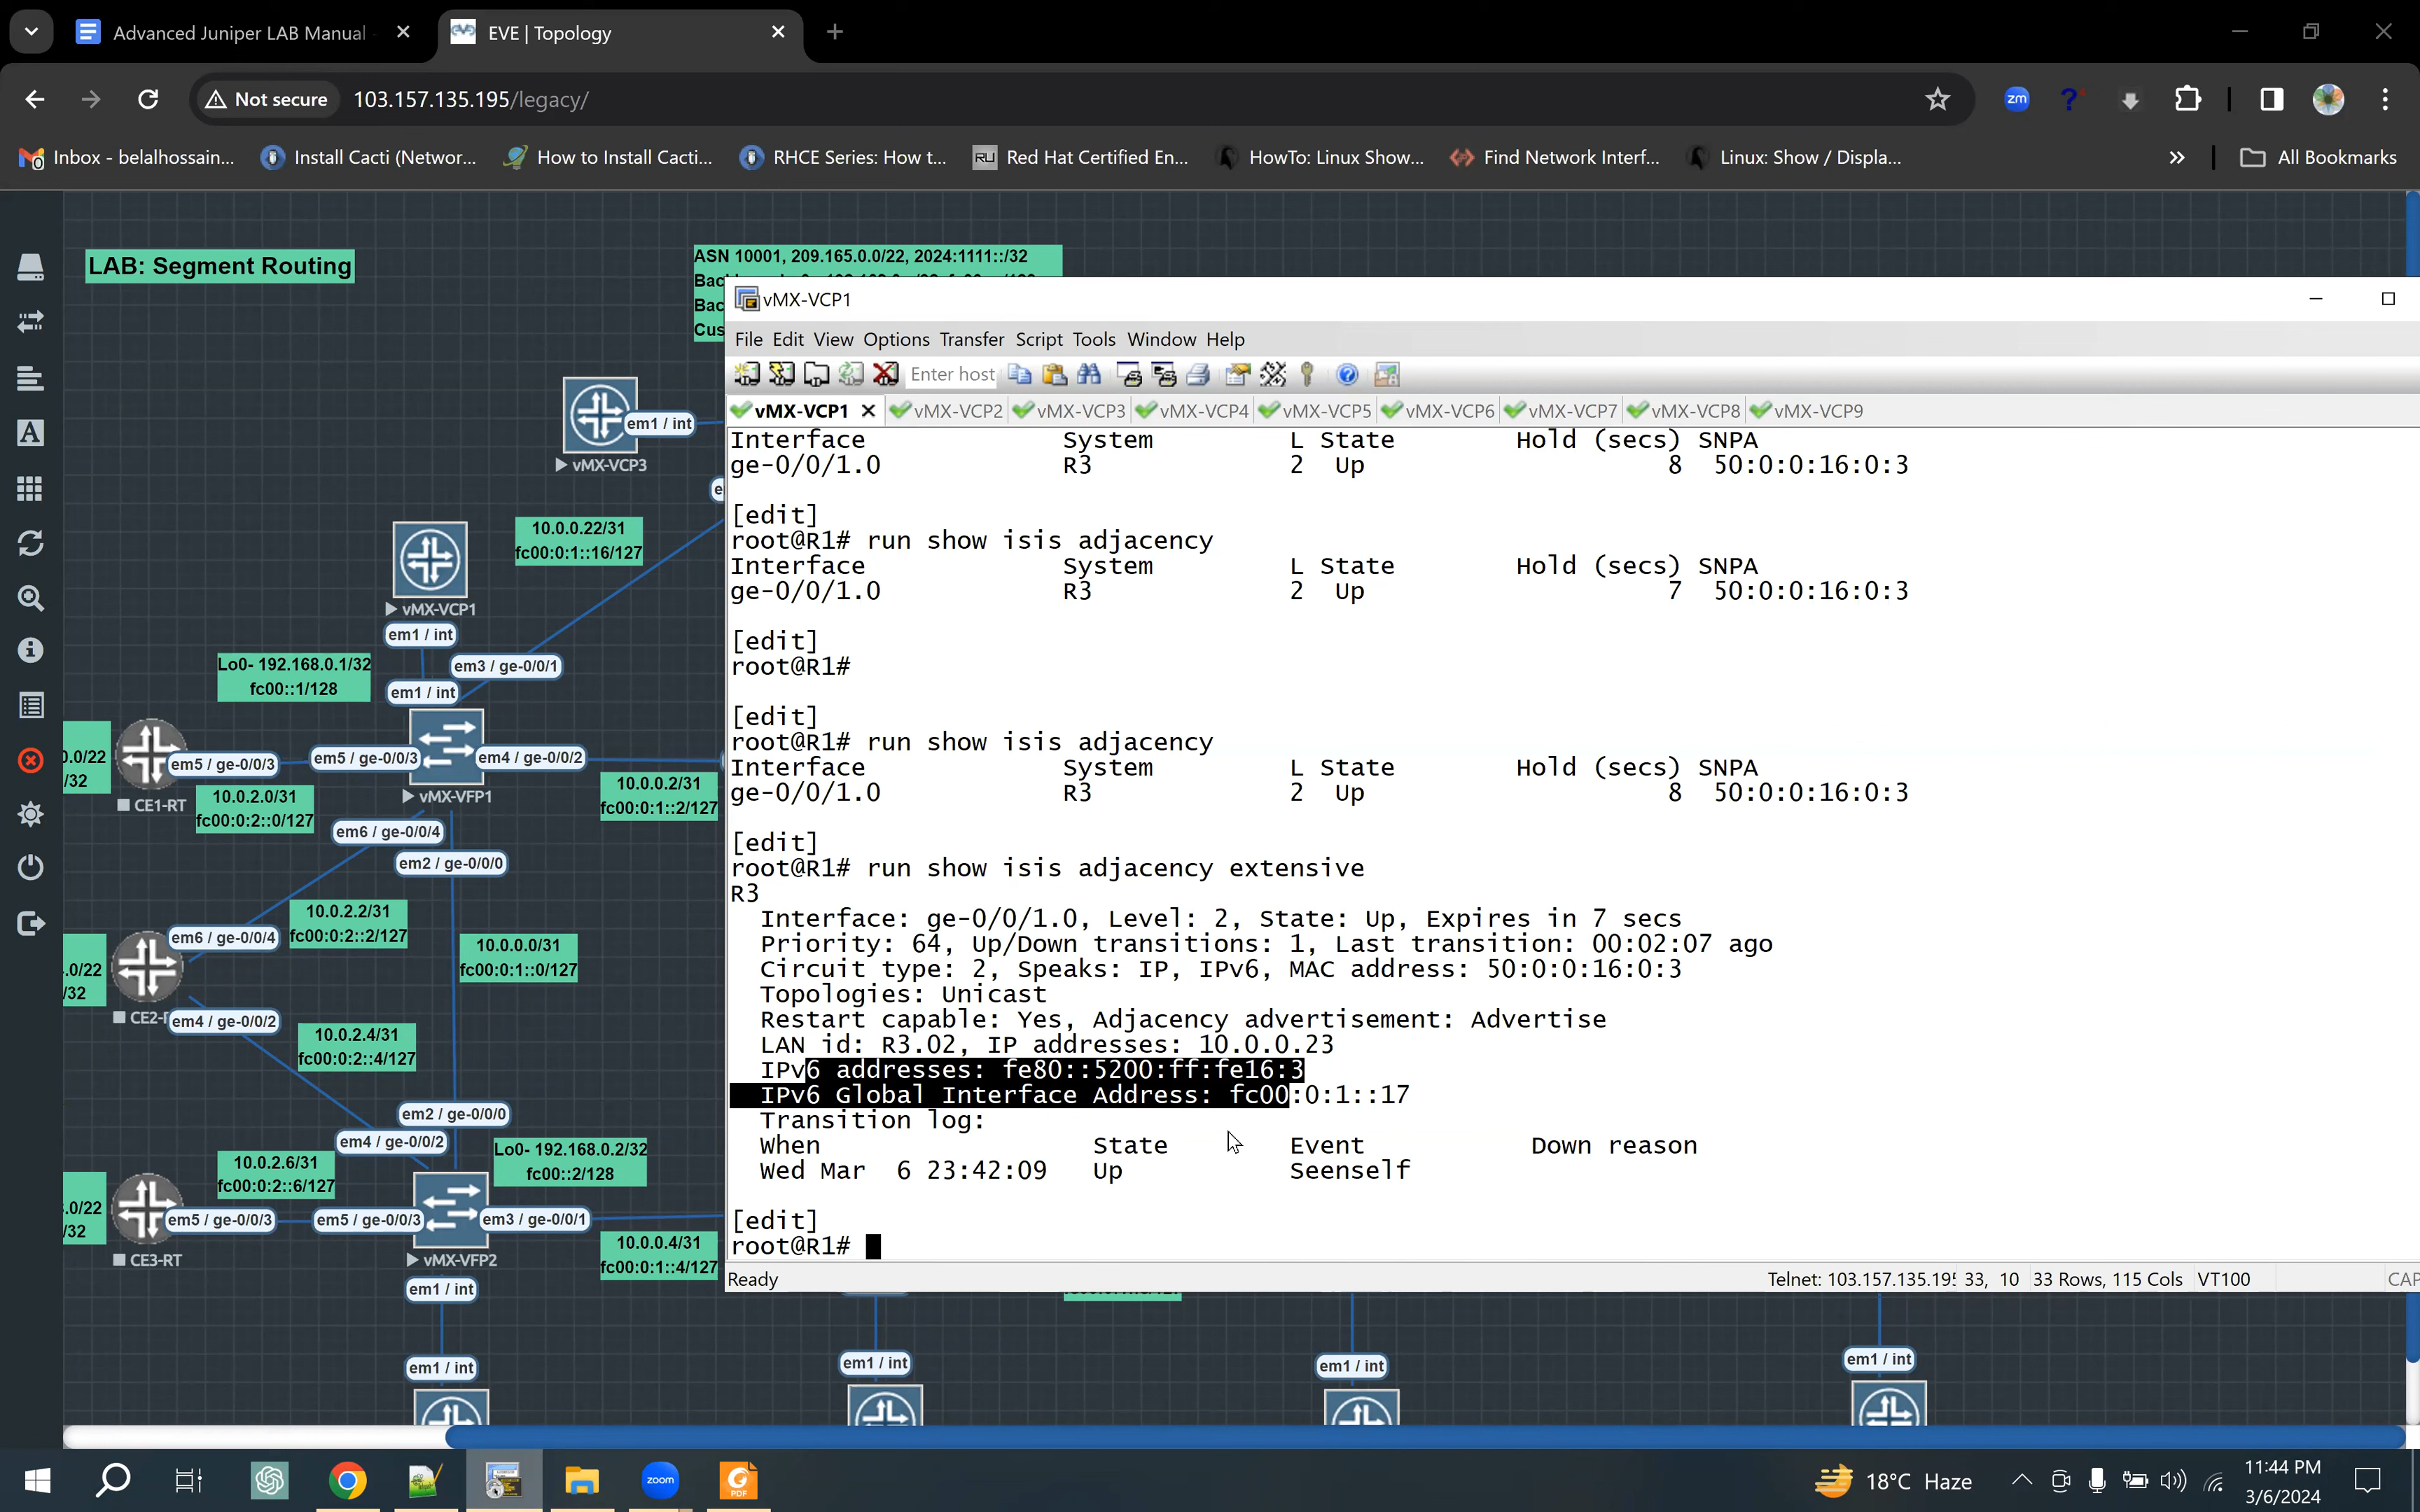 Advanced Juniper LAB Manual
EVE | Topology
Not secure
103.157.135.195/legacy/
zm
Inbox - belalhossain...
Install Cacti (Networ...
How to Install Cacti...
RHCE Series: How t...
RU
Red Hat Certified En...
HowTo: Linux Show...
Find Network Interf...
Linux: Show / Displa...
All Bookmarks
LAB: Segment Routing
ASN 10001, 209.165.0.0/22, 2024:1111::/32
Bac
Bac
Cus
vMX-VCP3
em1 / int
10.0.0.22/31
fc00:0:1::16/127
vMX-VCP1
em1 / int
Lo0- 192.168.0.1/32
fc00::1/128
em3 / ge-0/0/1
em1 / int
0.0/22
/32
CE1-RT
em5 / ge-0/0/3
em5 / ge-0/0/3
em4 / ge-0/0/2
vMX-VFP1
10.0.2.0/31
fc00:0:2::0/127
10.0.0.2/31
fc00:0:1::2/127
em6 / ge-0/0/4
em2 / ge-0/0/0
10.0.2.2/31
fc00:0:2::2/127
em6 / ge-0/0/4
10.0.0.0/31
fc00:0:1::0/127
.0/22
/32
CE2-
em4 / ge-0/0/2
10.0.2.4/31
fc00:0:2::4/127
em2 / ge-0/0/0
em4 / ge-0/0/2
Lo0- 192.168.0.2/32
fc00::2/128
10.0.2.6/31
fc00:0:2::6/127
.0/22
/32
CE3-RT
em5 / ge-0/0/3
em5 / ge-0/0/3
em3 / ge-0/0/1
vMX-VFP2
10.0.0.4/31
fc00:0:1::4/127
em1 / int
em1 / int
em1 / int
em1 / int
em1 / int
vMX-VCP1
File Edit View Options Transfer Script Tools Window Help
Enter host
vMX-VCP1 vMX-VCP2 vMX-VCP3 vMX-VCP4 vMX-VCP5 vMX-VCP6 vMX-VCP7 vMX-VCP8 vMX-VCP9
Interface System L State Hold (secs) SNPA
ge-0/0/1.0 R3 2 Up 8 50:0:0:16:0:3
[edit]
root@R1# run show isis adjacency
Interface System L State Hold (secs) SNPA
ge-0/0/1.0 R3 2 Up 7 50:0:0:16:0:3
[edit]
root@R1#
[edit]
root@R1# run show isis adjacency
Interface System L State Hold (secs) SNPA
ge-0/0/1.0 R3 2 Up 8 50:0:0:16:0:3
[edit]
root@R1# run show isis adjacency extensive
R3
Interface: ge-0/0/1.0, Level: 2, State: Up, Expires in 7 secs
Priority: 64, Up/Down transitions: 1, Last transition: 00:02:07 ago
Circuit type: 2, Speaks: IP, IPv6, MAC address: 50:0:0:16:0:3
Topologies: Unicast
Restart capable: Yes, Adjacency advertisement: Advertise
LAN id: R3.02, IP addresses: 10.0.0.23
IPv6 addresses: fe80::5200:ff:fe16:3
IPv6 Global Interface Address: fc00:0:1::17
Transition log:
When State Event Down reason
Wed Mar 6 23:42:09 Up Seenself
[edit]
root@R1#
Ready
Telnet: 103.157.135.195 33, 10 33 Rows, 115 Cols VT100 CAP
zoom
PDF
18°C Haze
11:44 PM
3/6/2024